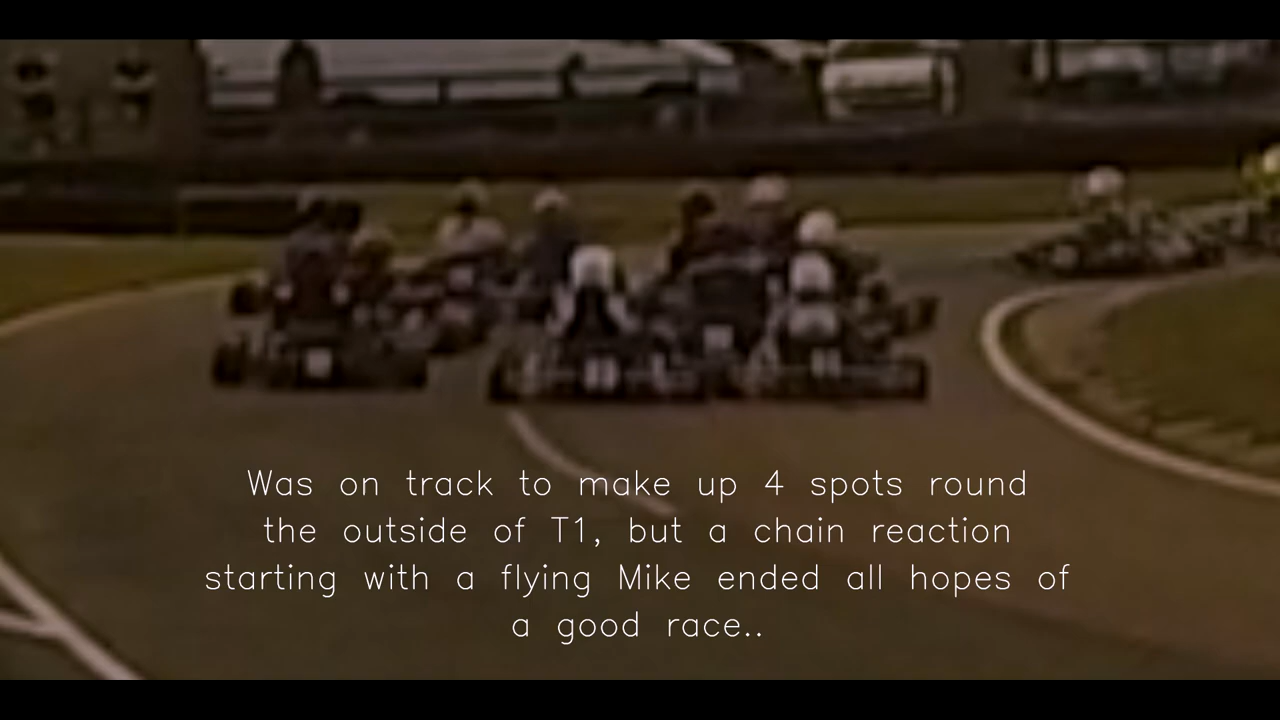 Was on track to make up 4 spots round
the outside of T1, but a chain reaction
starting with a flying Mike ended all hopes of
a good race..